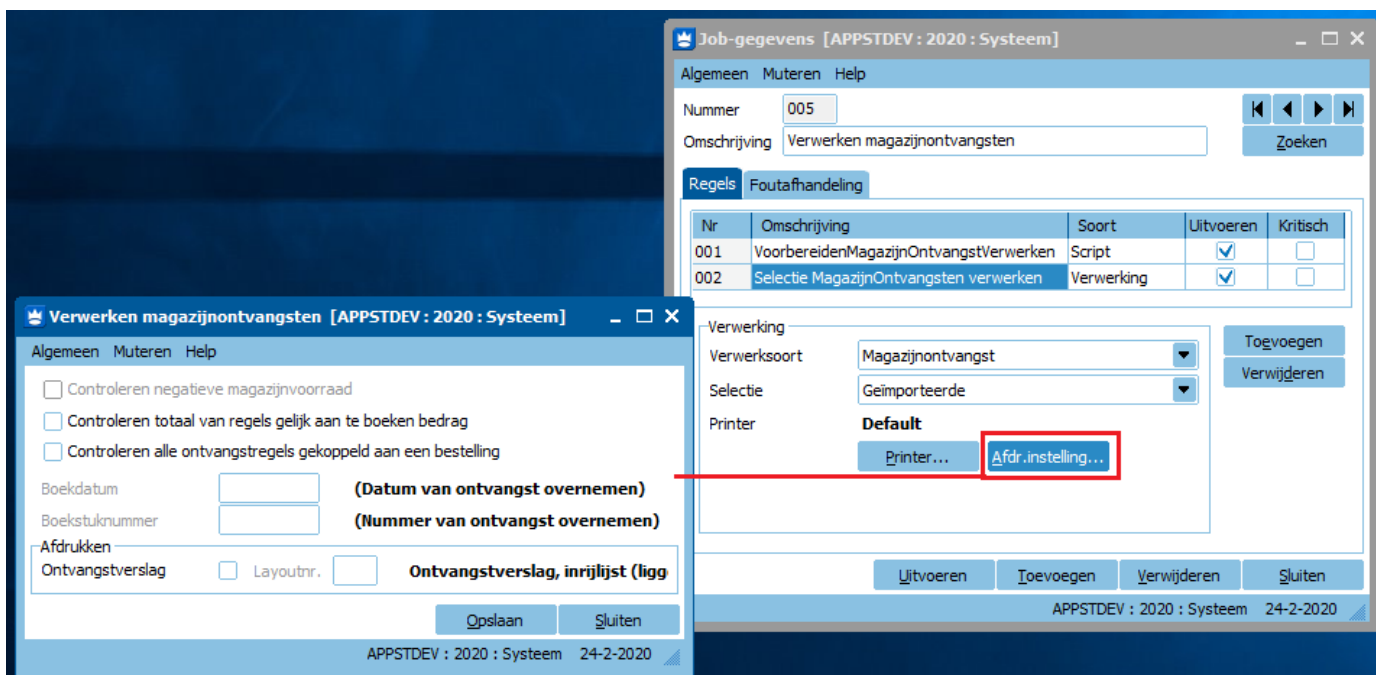 Job-gegevens [APPSTDEV : 2020 : Systeem]
Algemeen Muteren Help
Nummer 005
Omschrijving Verwerken magazijnontvangsten Zoeken
Regels Foutafhandeling
Nr Omschrijving Soort Uitvoeren Kritisch
001 VoorbereidenMagazijnOntvangstVerwerken Script
002 Selectie MagazijnOntvangsten verwerken Verwerking
Verwerking
Verwerksoort Magazijnontvangst Toevoegen
Selectie Geïmporteerde Verwijderen
Printer Default
Printer... Afdr.instelling...
Uitvoeren Toevoegen Verwijderen Sluiten
APPSTDEV : 2020 : Systeem 24-2-2020
Verwerken magazijnontvangsten [APPSTDEV : 2020 : Systeem]
Algemeen Muteren Help
Controleren negatieve magazijnvoorraad
Controleren totaal van regels gelijk aan te boeken bedrag
Controleren alle ontvangstregels gekoppeld aan een bestelling
Boekdatum (Datum van ontvangst overnemen)
Boekstuknummer (Nummer van ontvangst overnemen)
Afdrukken
Ontvangstverslag Layoutnr. Ontvangstverslag, inrijlijst (ligg
Opslaan Sluiten
APPSTDEV : 2020 : Systeem 24-2-2020